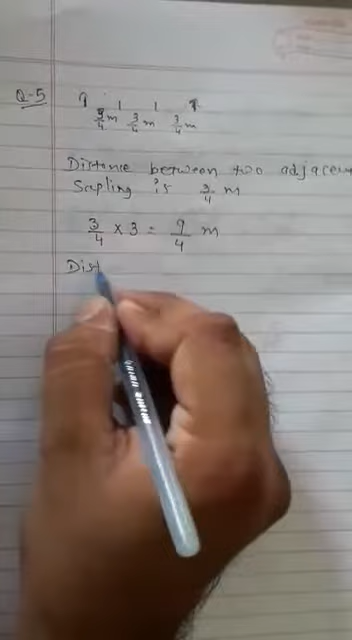 Q-5
3/4 m 3/4 m 3/4 m
Distance between two adjacent
Sapling is 3/4 m
3/4 × 3 = 9/4 m
Dist